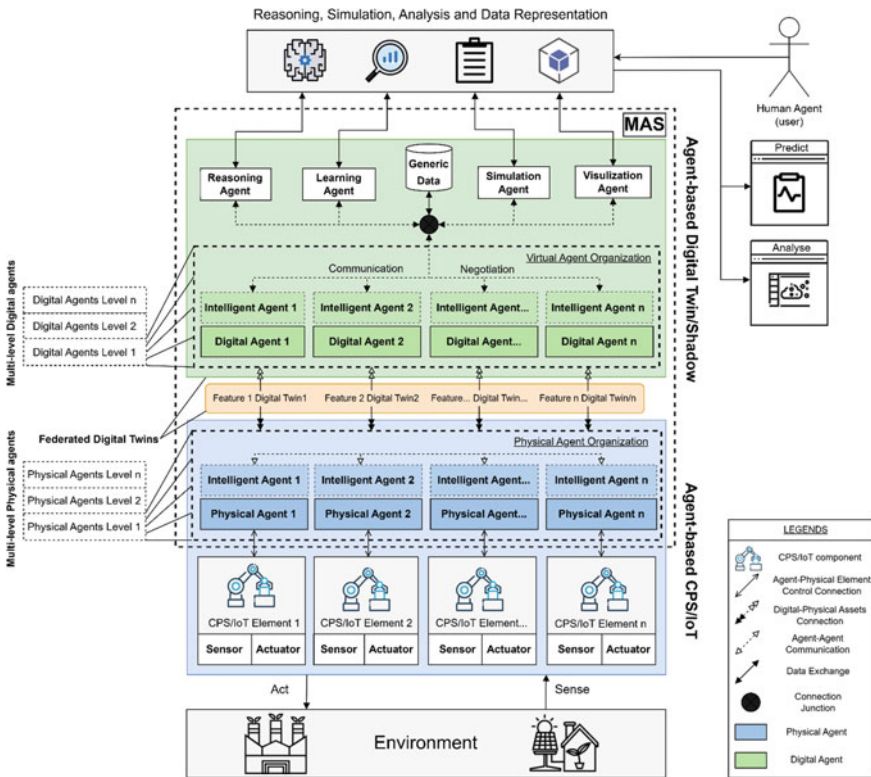 Reasoning, Simulation, Analysis and Data Representation
Human Agent
(user)
MAS
Agent-based Digital Twin/Shadow
Predict
Analyse
Reasoning
Agent
Learning
Agent
Generic
Data
Simulation
Agent
Visulization
Agent
Virtual Agent Organization
Communication
Negotiation
Intelligent Agent 1
Intelligent Agent 2
Intelligent Agent...
Intelligent Agent n
Digital Agent 1
Digital Agent 2
Digital Agent...
Digital Agent n
Multi-level Digital agents
Digital Agents Level n
Digital Agents Level 2
Digital Agents Level 1
Feature 1 Digital Twin1
Feature 2 Digital Twin2
Feature... Digital Twin...
Feature n Digital Twin/n
Federated Digital Twins
Multi-level Physical agents
Physical Agents Level n
Physical Agents Level 2
Physical Agents Level 1
Physical Agent Organization
Intelligent Agent 1
Intelligent Agent 2
Intelligent Agent...
Intelligent Agent n
Physical Agent 1
Physical Agent 2
Physical Agent...
Physical Agent n
Agent-based CPS/IoT
CPS/IoT Element 1
CPS/IoT Element 2
CPS/IoT Element...
CPS/IoT Element n
Sensor
Actuator
Sensor
Actuator
Sensor
Actuator
Sensor
Actuator
Act
Sense
Environment
LEGENDS
CPS/IoT component
Agent-Physical Element
Control Connection
Digital-Physical Assets
Connection
Agent-Agent
Communication
Data Exchange
Connection
Junction
Physical Agent
Digital Agent